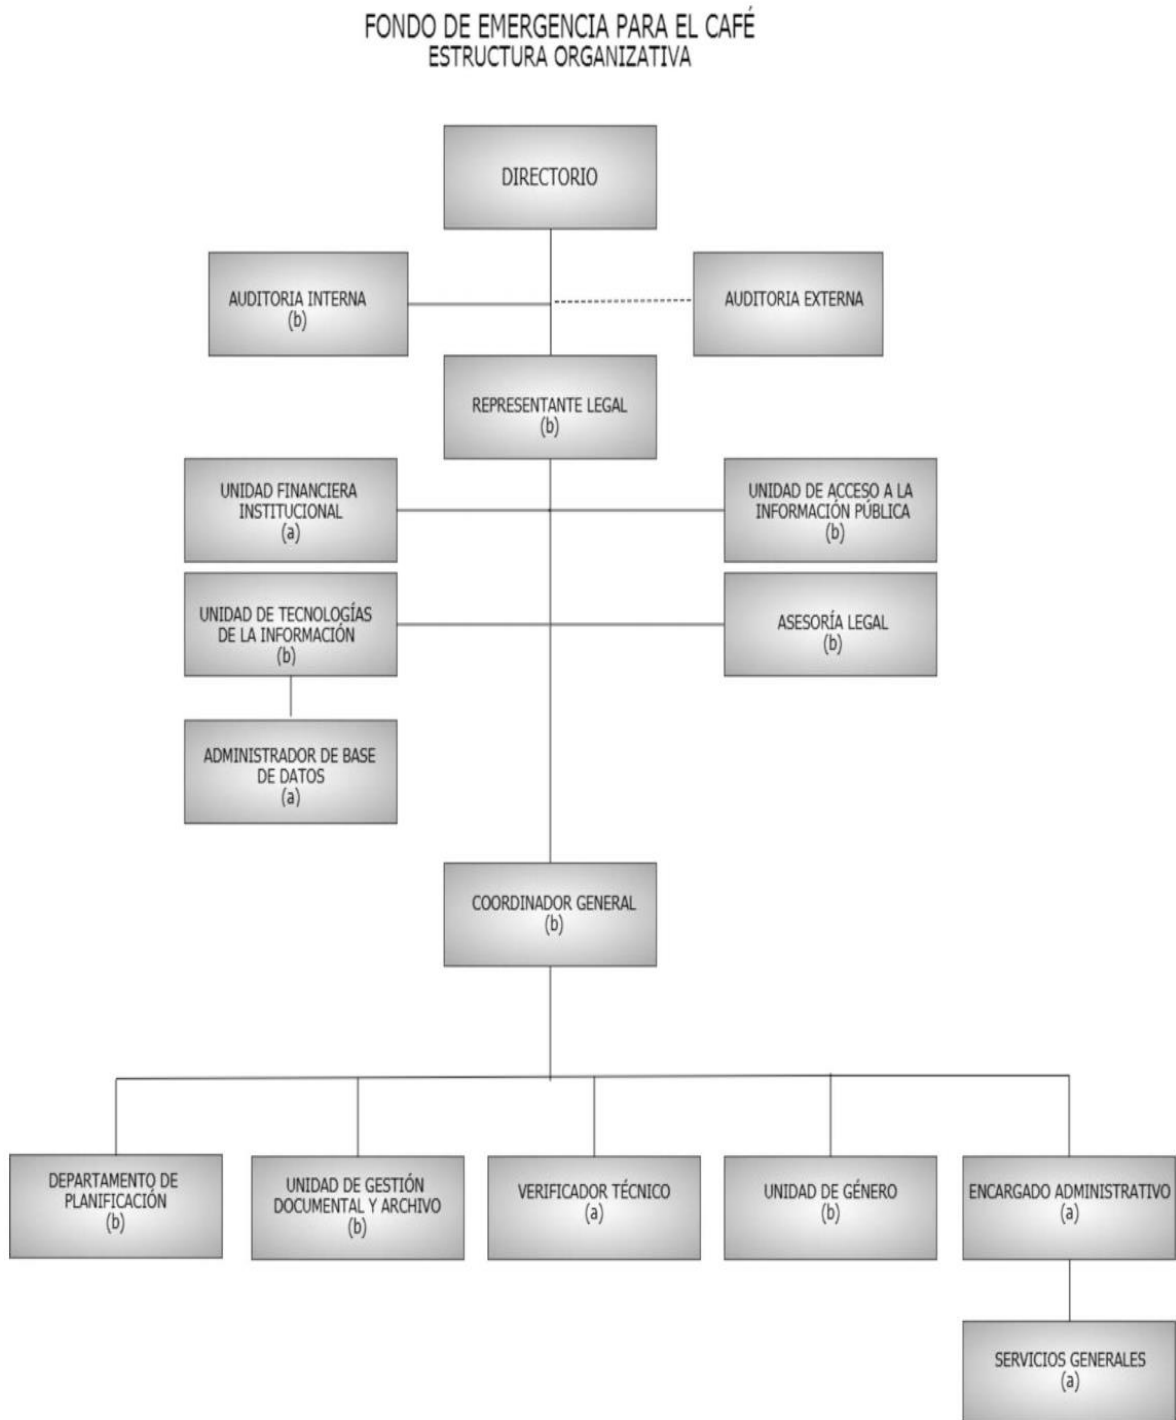 FONDO DE EMERGENCIA PARA EL CAFÉ
ESTRUCTURA ORGANIZATIVA
DIRECTORIO
AUDITORIA INTERNA
(b)
AUDITORIA EXTERNA
REPRESENTANTE LEGAL
(b)
UNIDAD FINANCIERA
INSTITUCIONAL
(a)
UNIDAD DE ACCESO A LA
INFORMACIÓN PÚBLICA
(b)
UNIDAD DE TECNOLOGÍAS
DE LA INFORMACIÓN
(b)
ASESORÍA LEGAL
(b)
ADMINISTRADOR DE BASE
DE DATOS
(a)
COORDINADOR GENERAL
(b)
DEPARTAMENTO DE
PLANIFICACIÓN
(b)
UNIDAD DE GESTIÓN
DOCUMENTAL Y ARCHIVO
(b)
VERIFICADOR TÉCNICO
(a)
UNIDAD DE GÉNERO
(b)
ENCARGADO ADMINISTRATIVO
(a)
SERVICIOS GENERALES
(a)